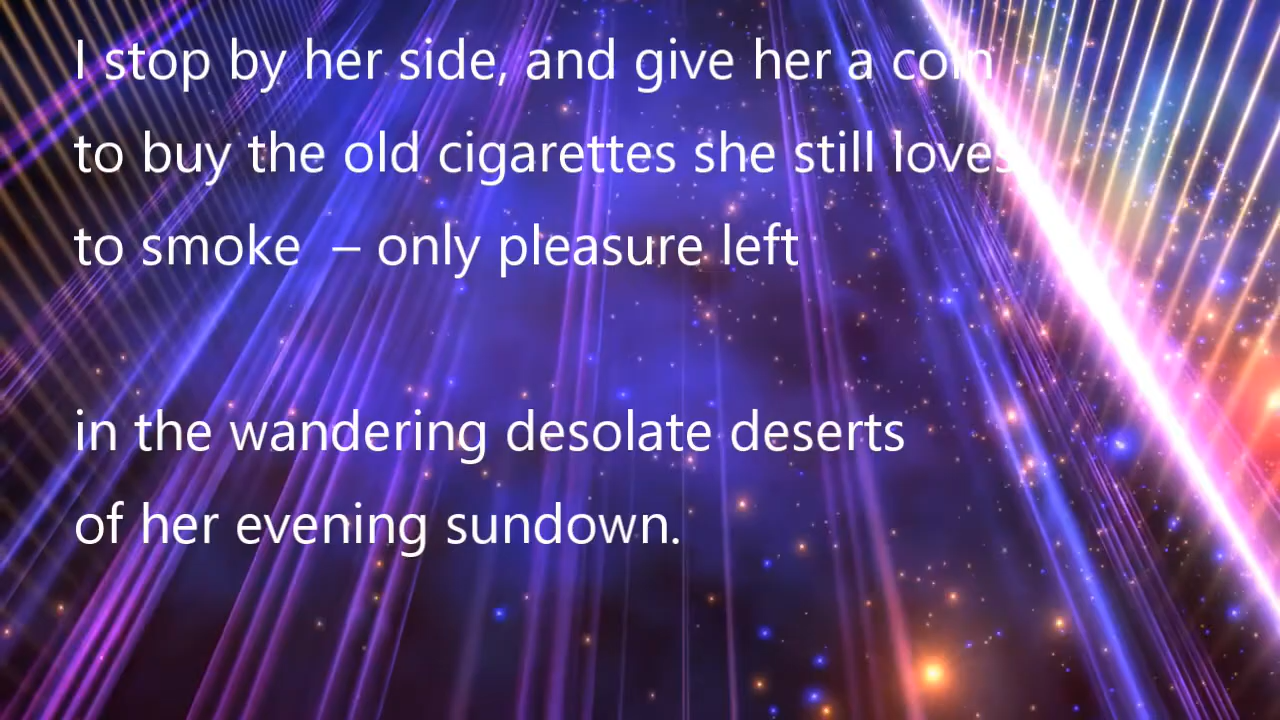 I stop by her side, and give her a coin
to buy the old cigarettes she still loves
to smoke – only pleasure left
in the wandering desolate deserts
of her evening sundown.